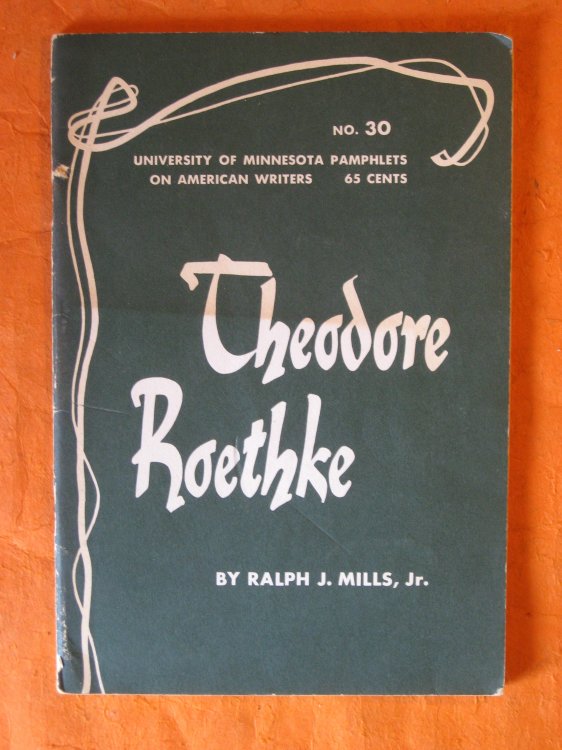 NO. 30
UNIVERSITY OF MINNESOTA PAMPHLETS
ON AMERICAN WRITERS 65 CENTS
Theodore
Roethke
BY RALPH J. MILLS, Jr.